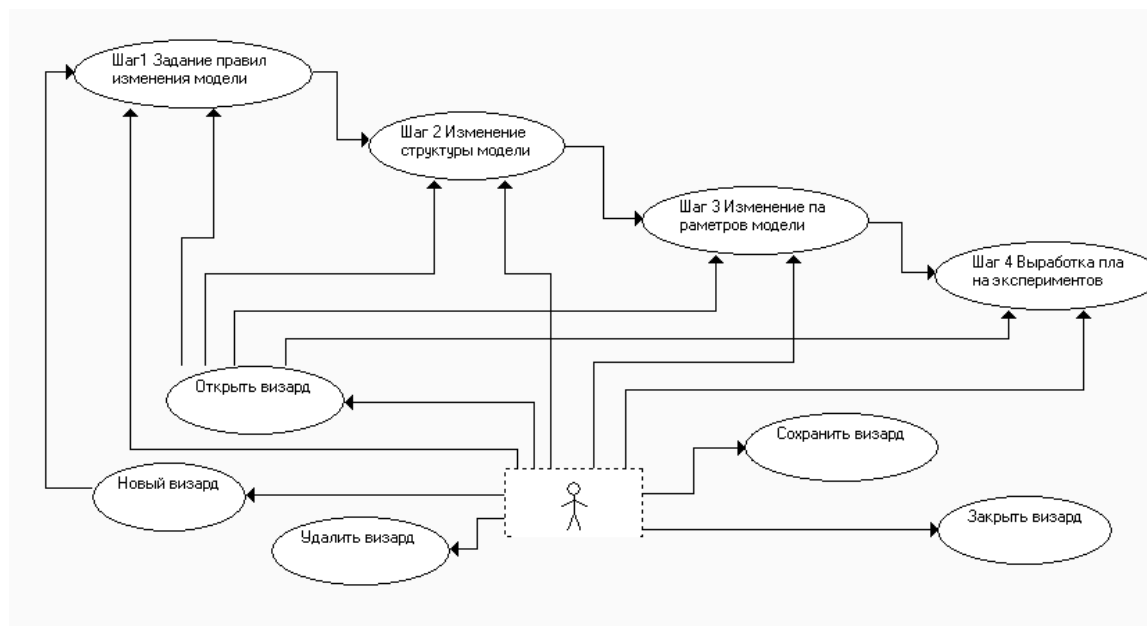 Шаг1 Задание правил
изменения модели
Шаг 2 Изменение
структуры модели
Шаг 3 Изменение па
раметров модели
Шаг 4 Выработка пла
на экспериментов
Открыть визард
Сохранить визард
Новый визард
Закрыть визард
Удалить визард